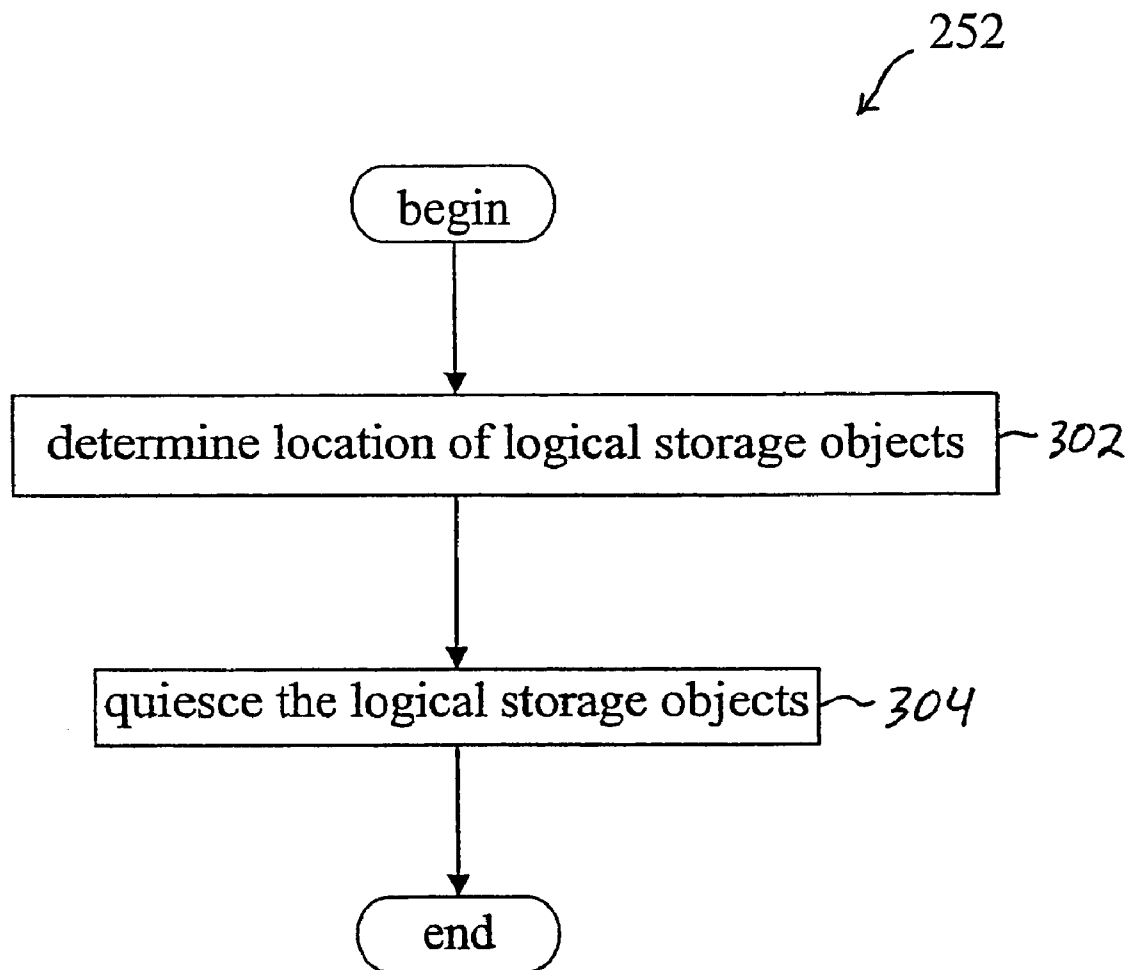 252
begin
determine location of logical storage objects
302
quiesce the logical storage objects
304
end